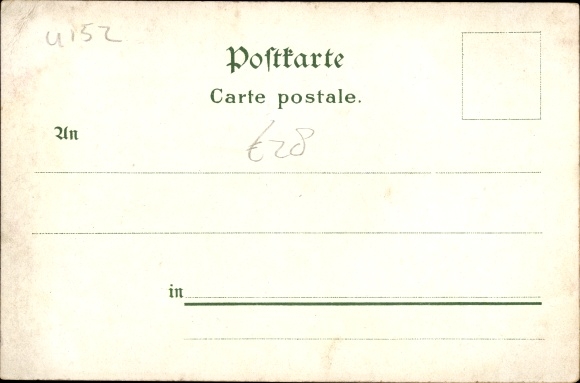 u152
Postkarte
Carte postale.
An
€28
in